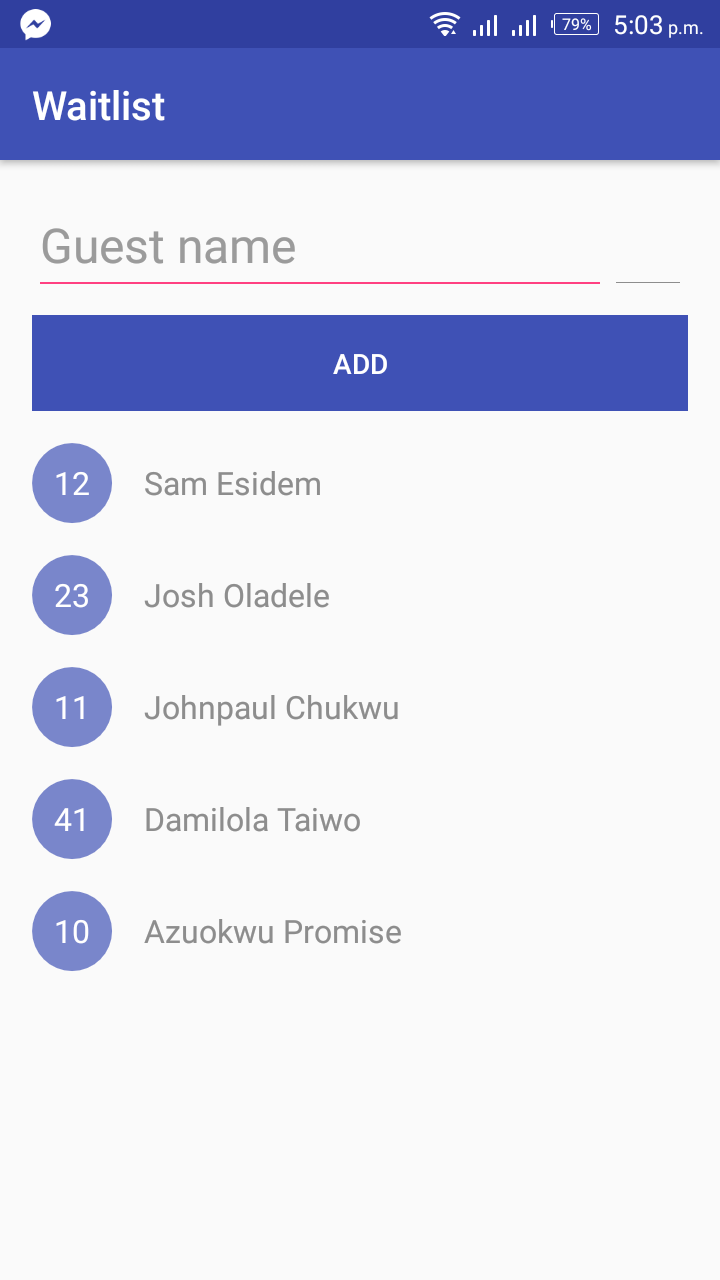 79% 5:03 p.m.
Waitlist
Guest name
ADD
12 Sam Esidem
23 Josh Oladele
11 Johnpaul Chukwu
41 Damilola Taiwo
10 Azuokwu Promise